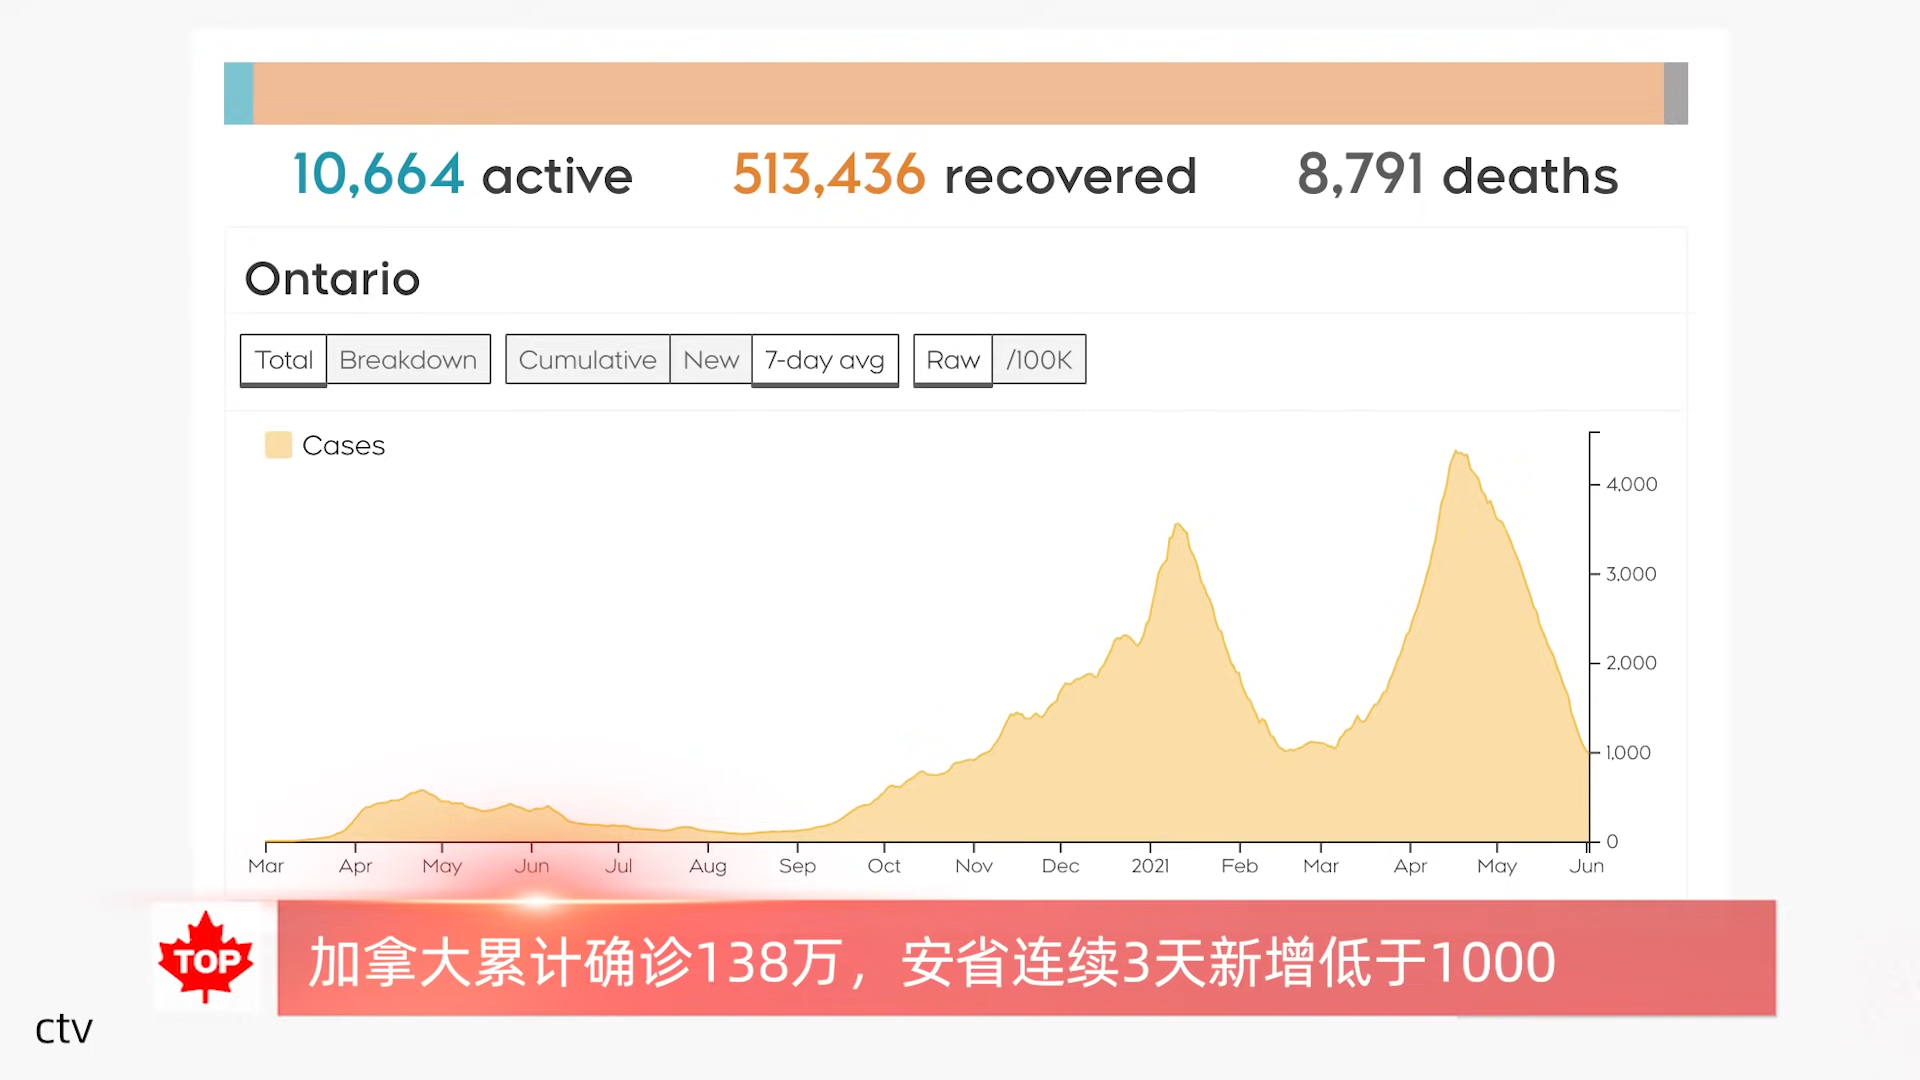 10,664 active 513,436 recovered 8,791 deaths
Ontario
Total Breakdown Cumulative New 7-day avg Raw /100K
Cases
4,000
3,000
2,000
1,000
0
Mar Apr May Jun Jul Aug Sep Oct Nov Dec 2021 Feb Mar Apr May Jun
TOP 加拿大累计确诊138万，安省连续3天新增低于1000
ctv